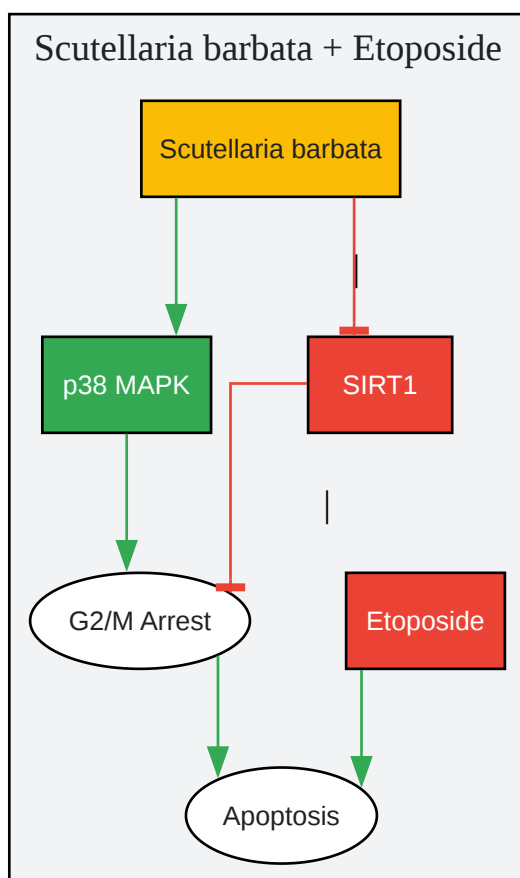 Scutellaria barbata + Etoposide
Scutellaria barbata
|
p38 MAPK
SIRT1
|
G2/M Arrest
Etoposide
Apoptosis